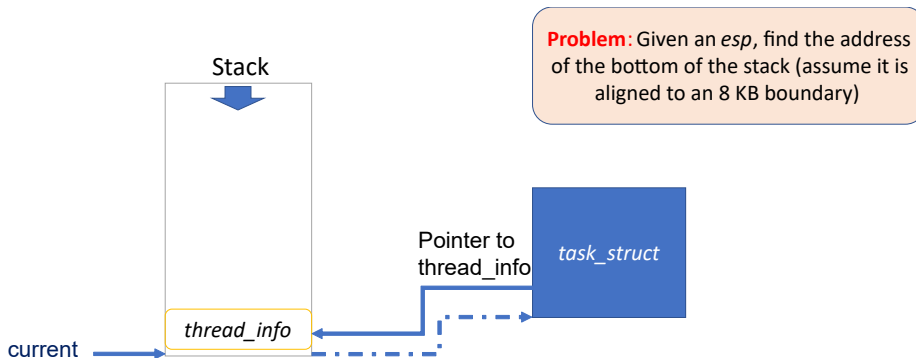 Problem: Given an esp, find the address
of the bottom of the stack (assume it is
aligned to an 8 KB boundary)
Stack
Pointer to
thread_info
task_struct
thread_info
current